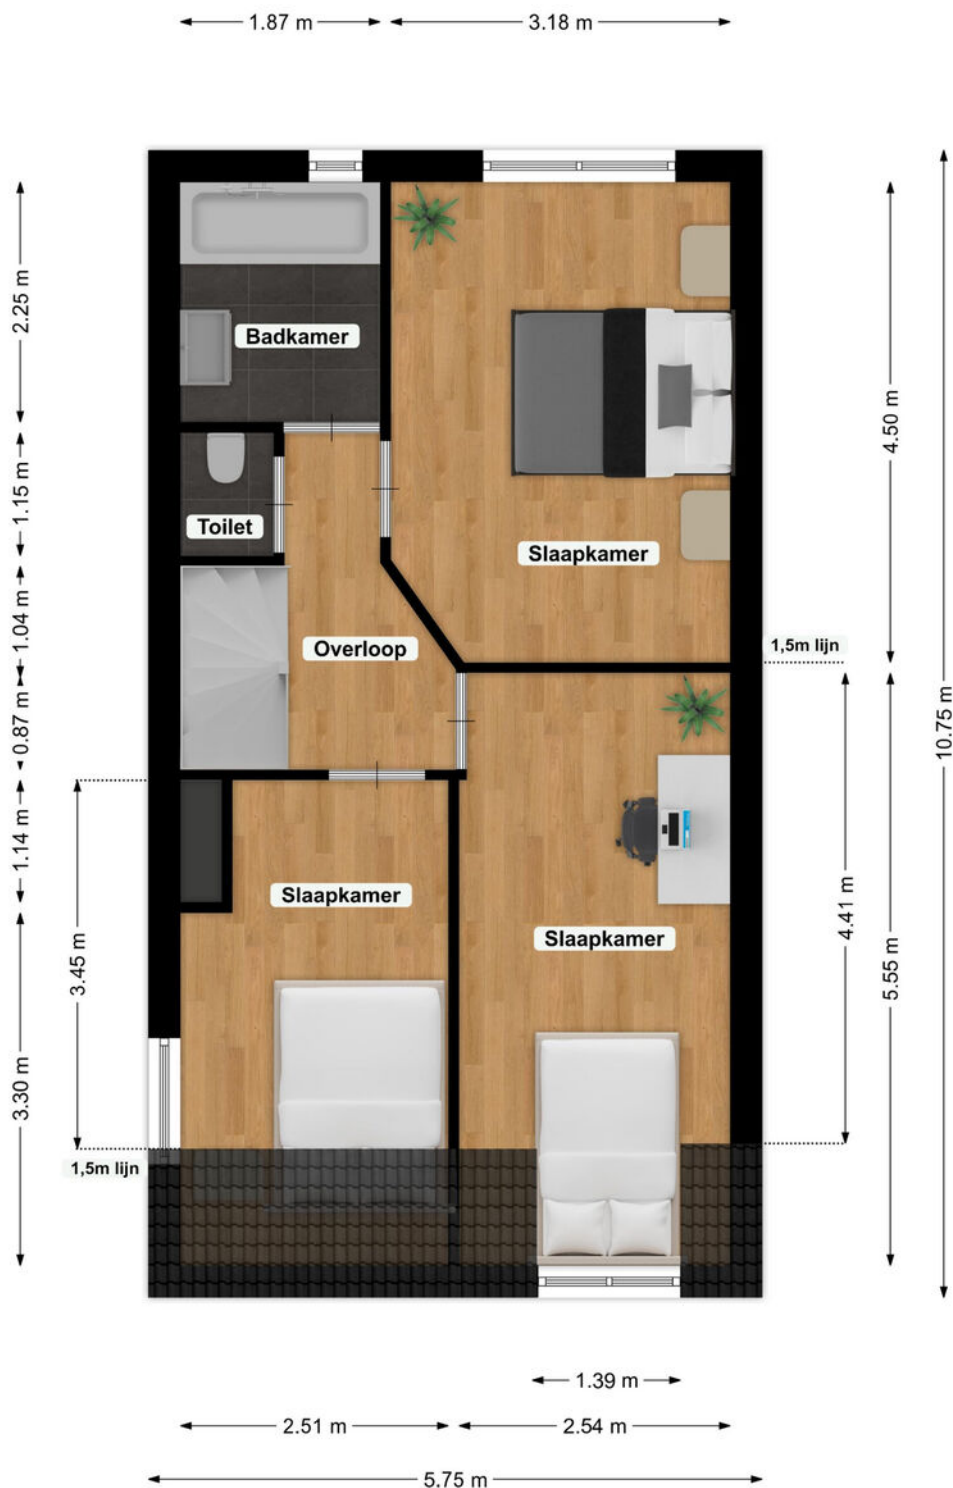 1.87 m
3.18 m
2.25 m
1.15 m
1.04 m
0.87 m
1.14 m
3.30 m
3.45 m
Badkamer
Toilet
Slaapkamer
Overloop
Slaapkamer
Slaapkamer
1,5m lijn
1,5m lijn
4.50 m
4.41 m
5.55 m
10.75 m
1.39 m
2.51 m
2.54 m
5.75 m